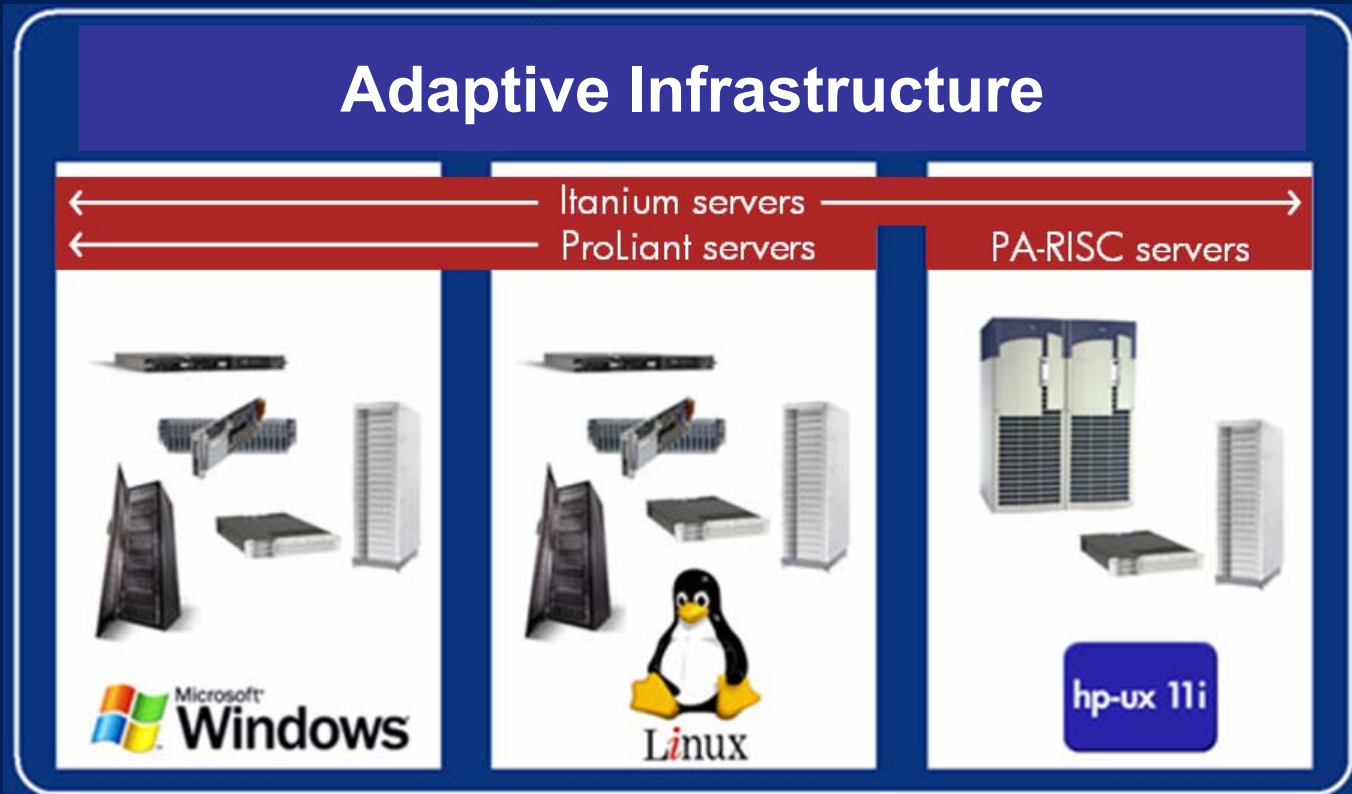 Adaptive Infrastructure
Itanium servers
ProLiant servers
PA-RISC servers
Microsoft
Windows
Linux
hp-ux 11i